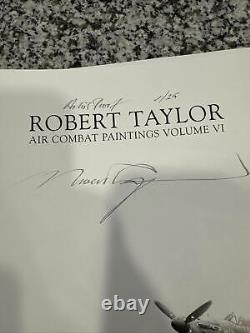 Artist Proof 1/25
ROBERT TAYLOR
AIR COMBAT PAINTINGS VOLUME VI